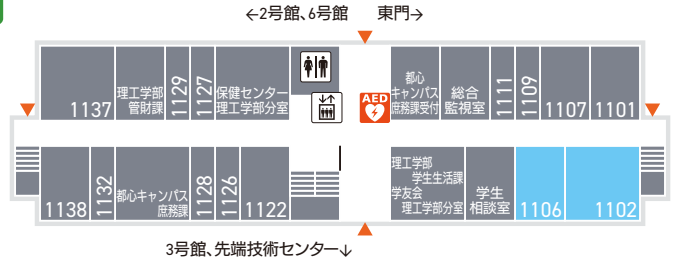 ←2号館、6号館 東門→
1137
理工学部
管財課
1129
1127
保健センター
理工学部分室
AED
都心
キャンパス
庶務課受付
総合
監視室
1111
1109
1107
1101
1138
1132
都心キャンパス
庶務課
1128
1126
1122
理工学部
学生生活課
学友会
理工学部分室
学生
相談室
1106
1102
3号館、先端技術センター↓